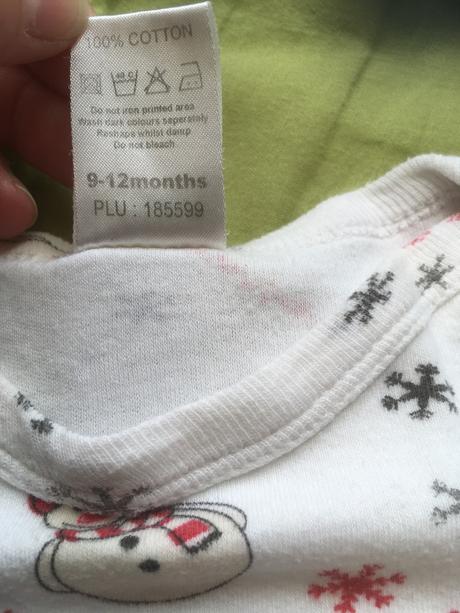 100% COTTON
40 C
Do not iron printed area
Wash dark colours seperately
Reshape whilst damp
Do not bleach
9-12months
PLU : 185599